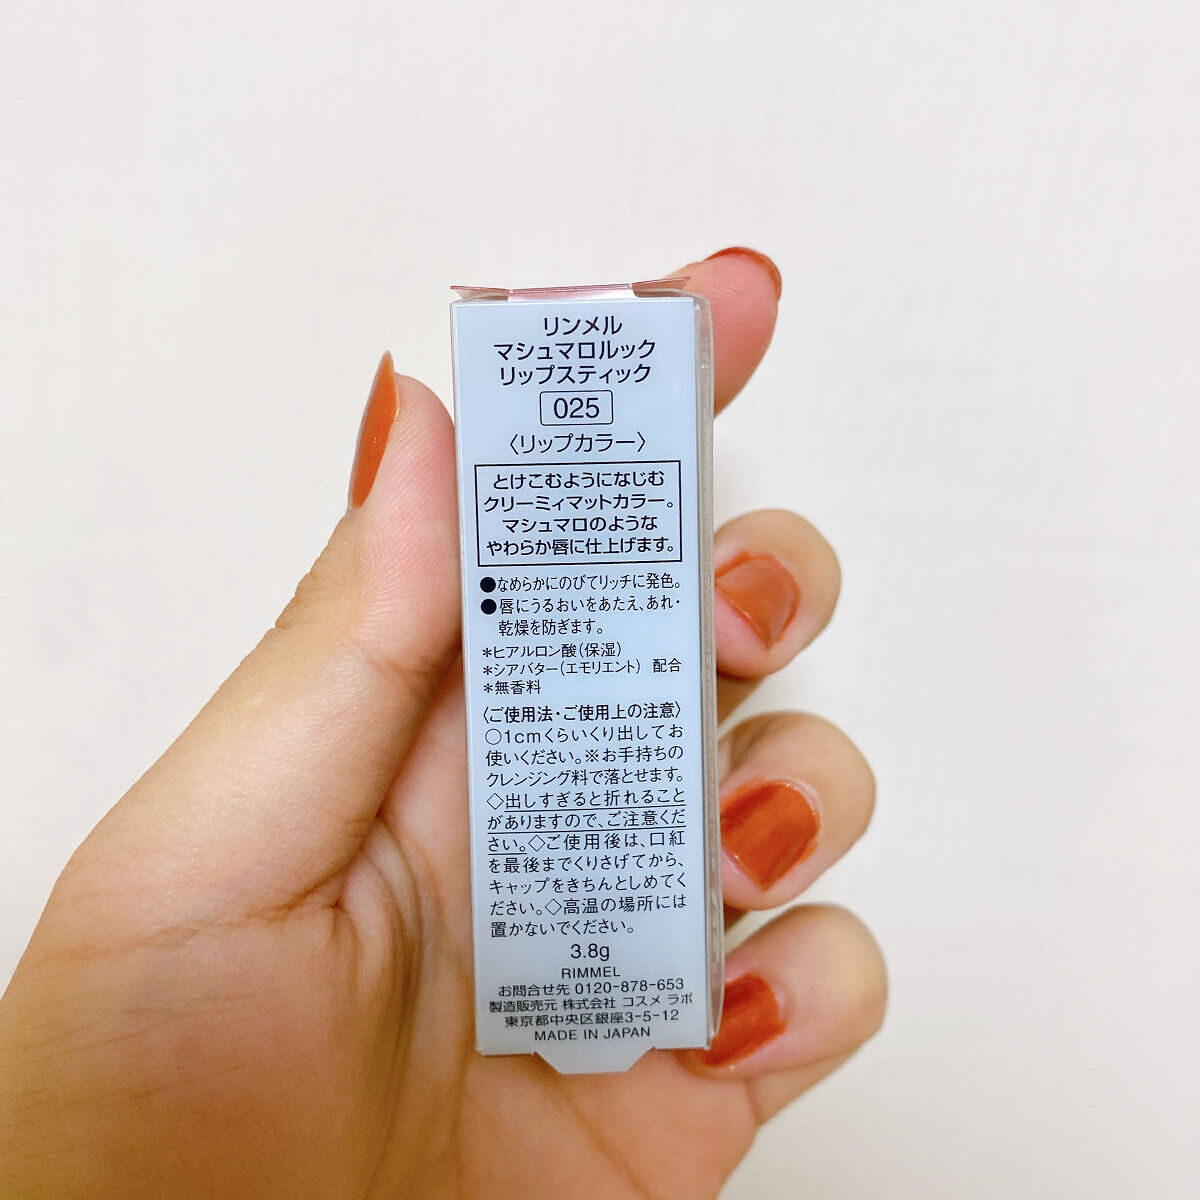 リンメル
マシュマロルック
リップスティック
025
〈リップカラー〉
とけこむようになじむ
クリーミィマットカラー。
マシュマロのような
やわらか唇に仕上げます。
●なめらかにのびてリッチに発色。
●唇にうるおいをあたえ、あれ・
乾燥を防ぎます。
*ヒアルロン酸(保湿)
*シアバター(エモリエント) 配合
*無香料
〈ご使用法・ご使用上の注意〉
○1cmくらいくり出してお
使いください。※お手持ちの
クレンジング料で落とせます。
◇出しすぎると折れること
がありますので、ご注意くだ
さい。◇ご使用後は、口紅
を最後までくりさげてから、
キャップをきちんとしめてく
ださい。◇高温の場所には
置かないでください。
3.8g
RIMMEL
お問合せ先 0120-878-653
製造販売元 株式会社 コスメ ラボ
東京都中央区銀座3-5-12
MADE IN JAPAN